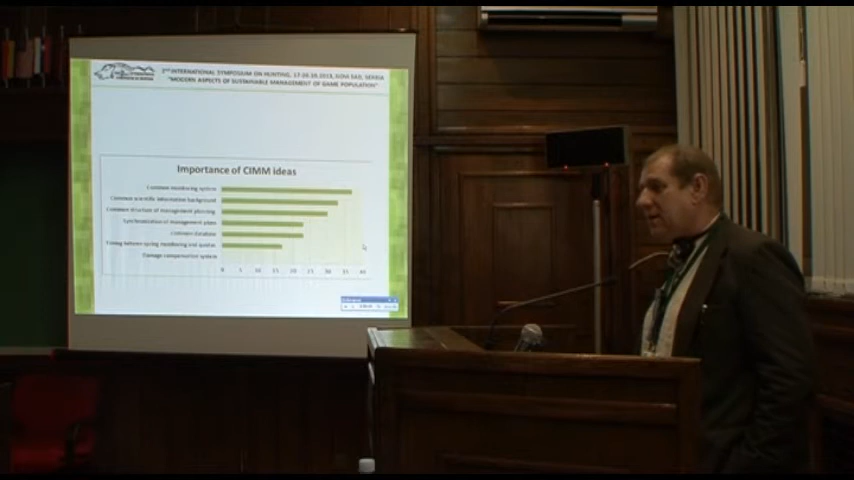 2nd INTERNATIONAL SYMPOSIUM ON HUNTING, 17-20.10.2013, NOVI SAD, SERBIA
"MODERN ASPECTS OF SUSTAINABLE MANAGEMENT OF GAME POPULATION"
Importance of CIMM ideas
Common monitoring system
Common scientific information background
Common structure of management planning
Synchronization of management plans
Common database
Timing between spring monitoring and quotas
Damage compensation system
0 5 10 15 20 25 30 35 40